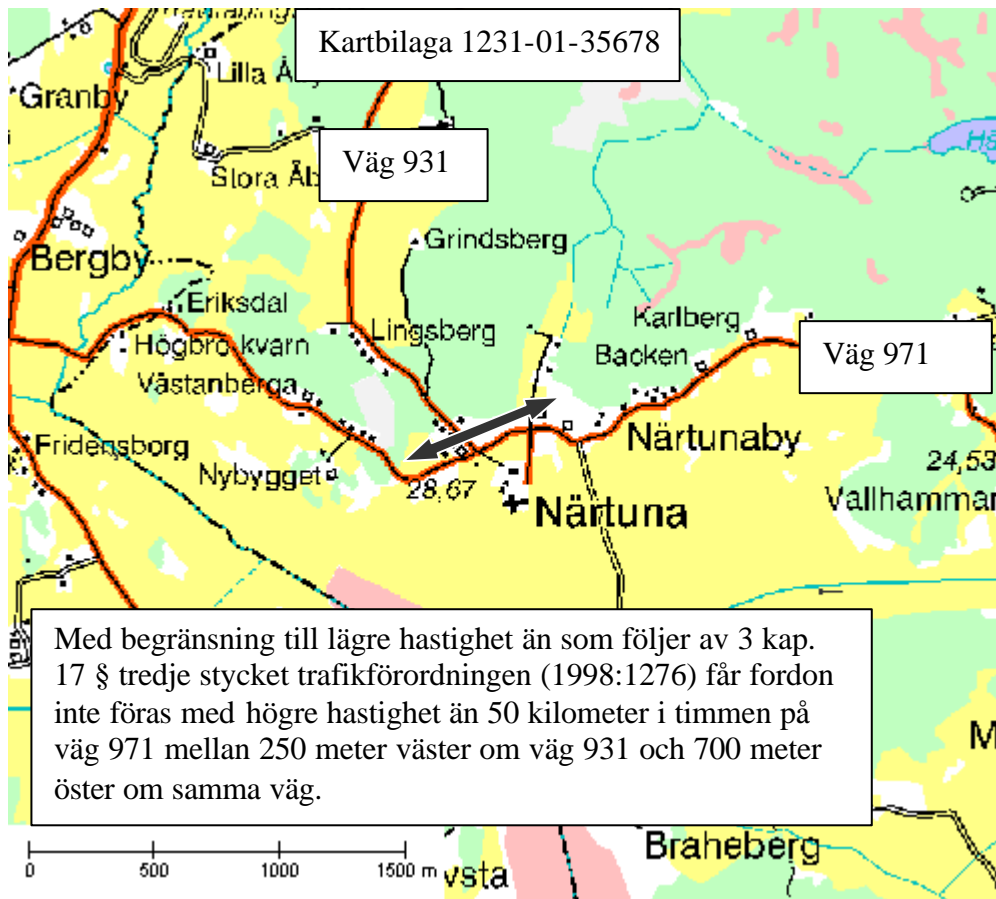 Kartbilaga 1231-01-35678
Lilla
Granby
Väg 931
Stora
Grindsberg
Bergby
Eriksdal
Karlberg
Lingsberg
Högbro kvarn
Backen
Väg 971
Västanberga
Närtunaby
Fridensborg
Nybygget
24,53
28,67
Vallhammar
Närtuna
Med begränsning till lägre hastighet än som följer av 3 kap.
17 § tredje stycket trafikförordningen (1998:1276) får fordon
inte föras med högre hastighet än 50 kilometer i timmen på
väg 971 mellan 250 meter väster om väg 931 och 700 meter
öster om samma väg.
M
Braheberg
0 500 1500 m
vsta